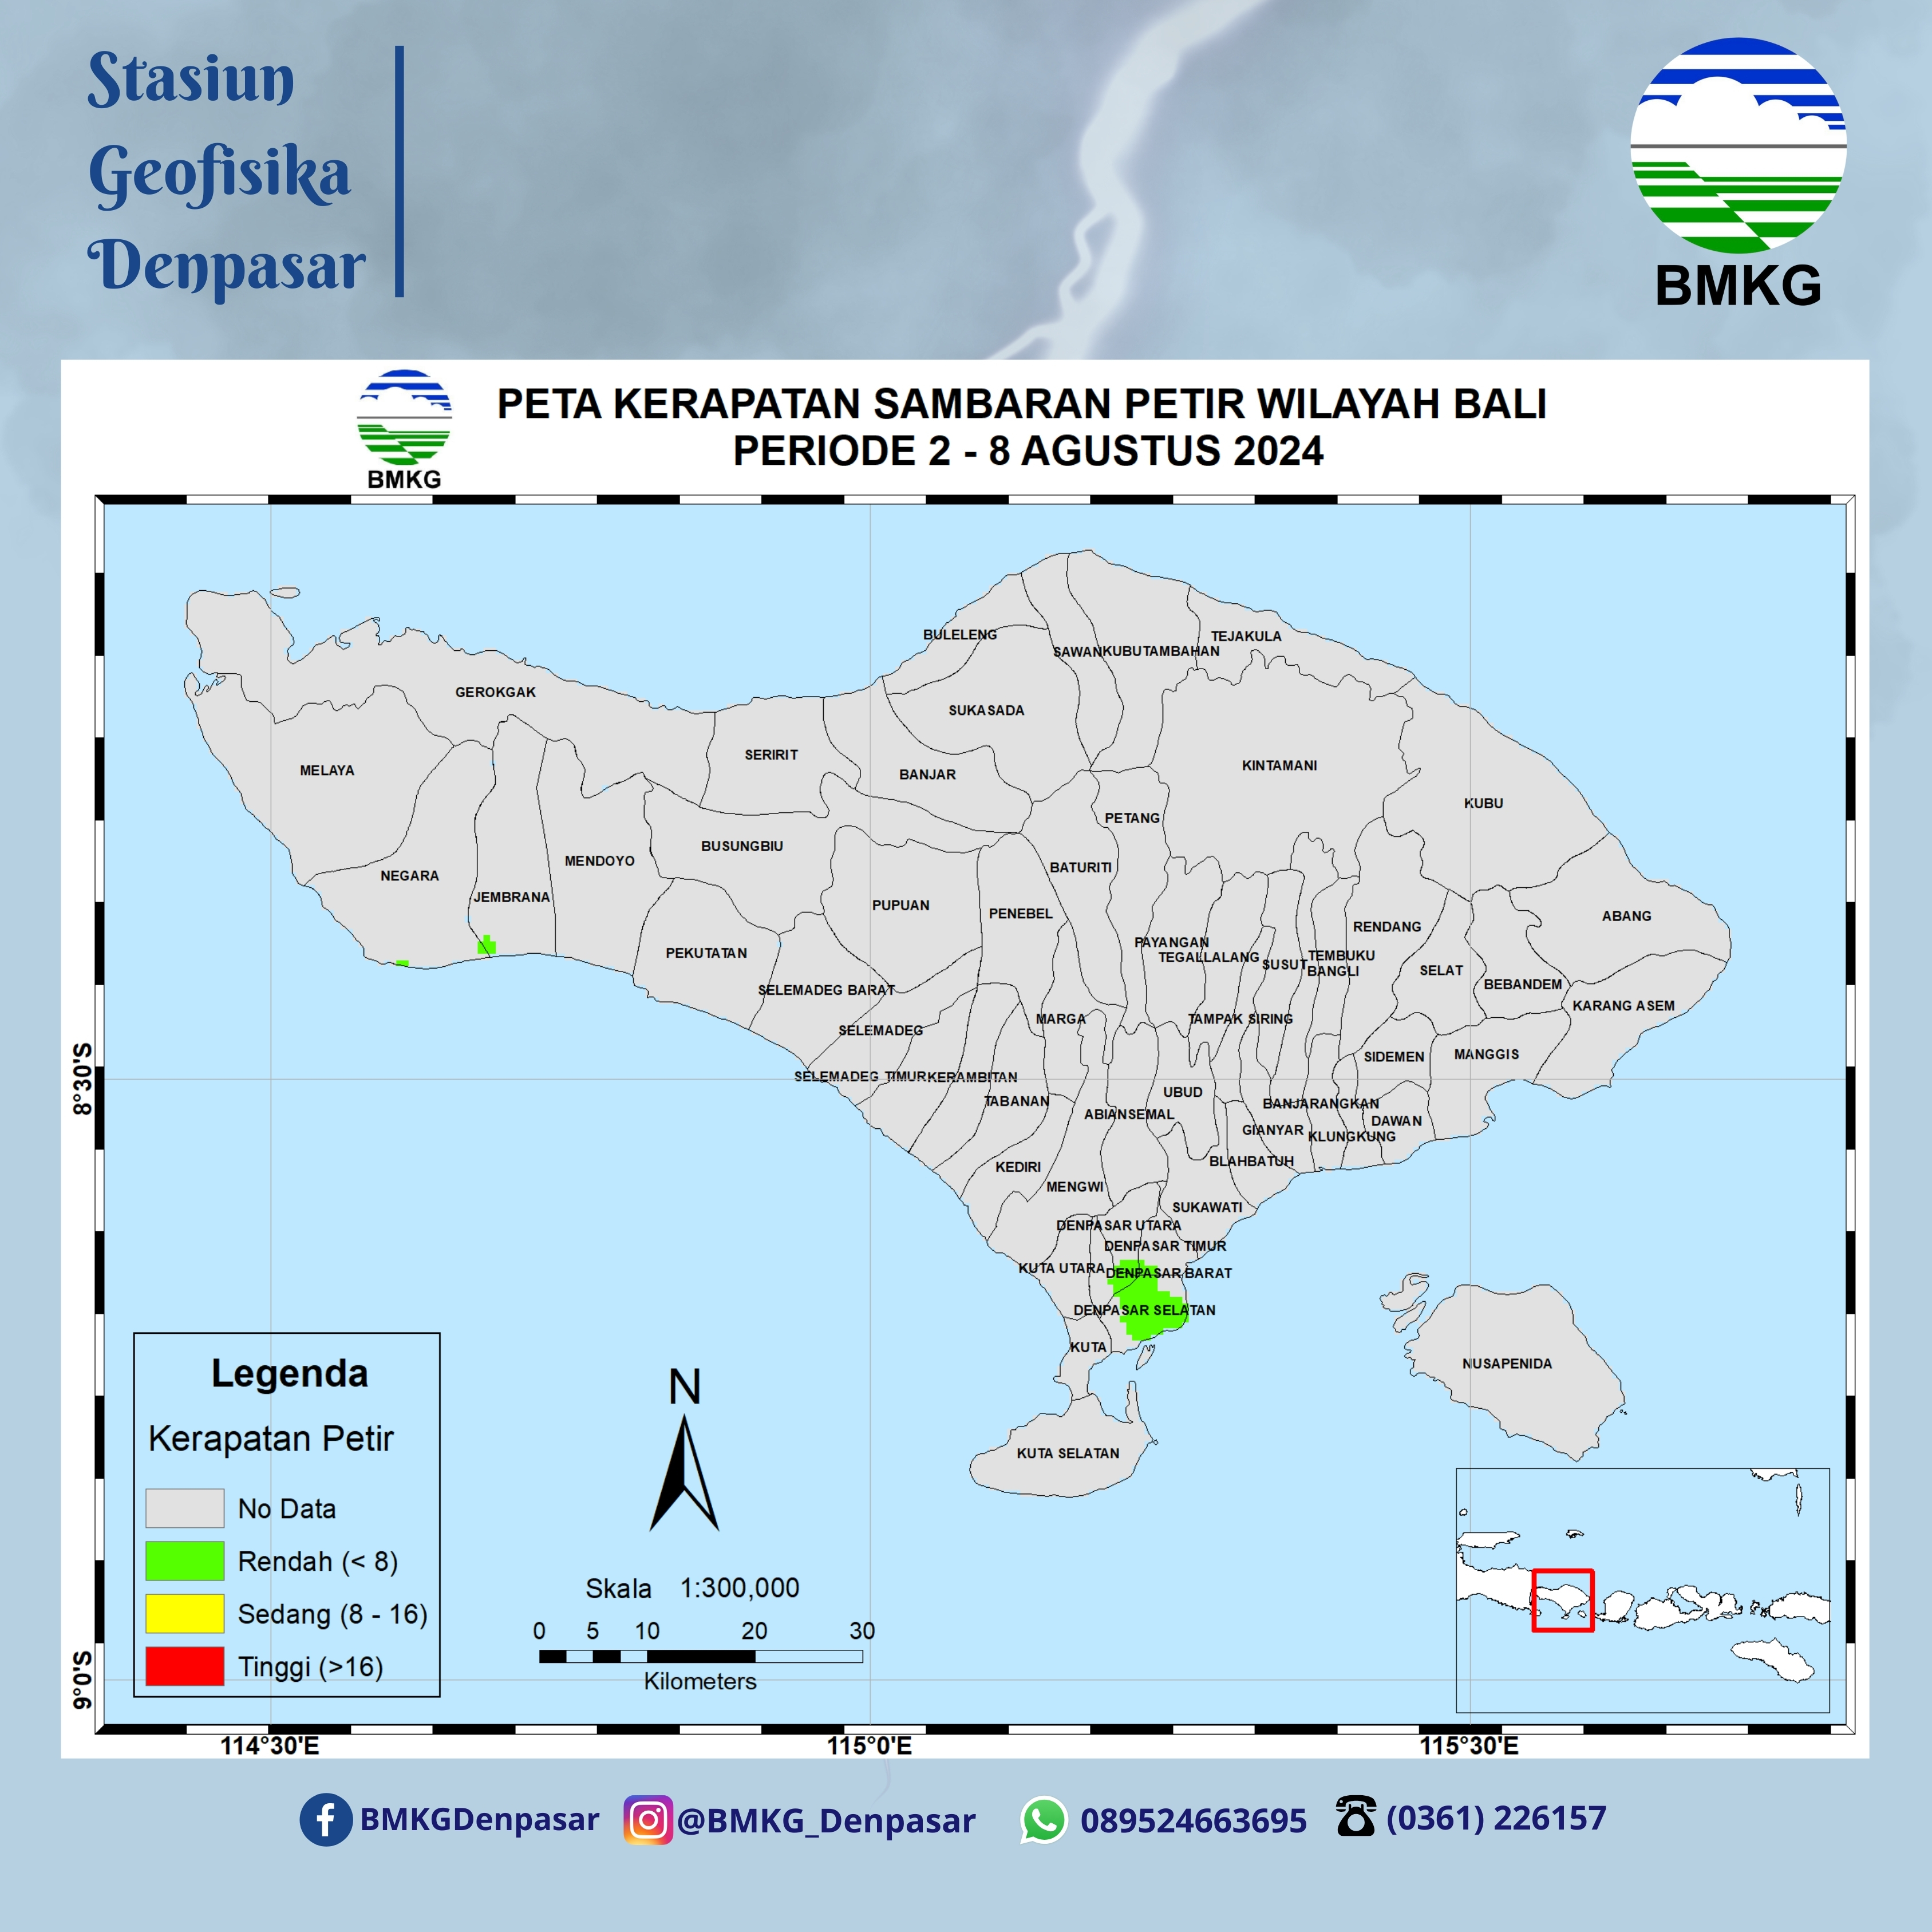 Stasiun
Geofisika
Denpasar
BMKG
BMKG
PETA KERAPATAN SAMBARAN PETIR WILAYAH BALI
PERIODE 2 - 8 AGUSTUS 2024
BULELENG
TEJAKULA
SAWAN
KUBUTAMBAHAN
GEROKGAK
SUKASADA
SERIRIT
KINTAMANI
MELAYA
BANJAR
KUBU
PETANG
BUSUNGBIU
MENDOYO
BATURITI
NEGARA
JEMBRANA
PUPUAN
PENEBEL
ABANG
RENDANG
PAYANGAN
PEKUTATAN
TEGALLALANG
TEMBUKU
SUSUT
BANGLI
SELAT
BEBANDEM
SELEMADEG BARAT
KARANG ASEM
MARGA
TAMPAK SIRING
SELEMADEG
MANGGIS
SIDEMEN
SELEMADEG TIMUR
KERAMBITAN
UBUD
TABANAN
BANJARANGKAN
ABIANSEMAL
DAWAN
GIANYAR
KLUNGKUNG
BLAHBATUH
KEDIRI
MENGWI
SUKAWATI
DENPASAR UTARA
DENPASAR TIMUR
KUTA UTARA
DENPASAR BARAT
DENPASAR SELATAN
KUTA
NUSAPENIDA
KUTA SELATAN
8°30'S
9°0'S
Legenda
Kerapatan Petir
No Data
Rendah (< 8)
Sedang (8 - 16)
Tinggi (>16)
N
Skala 1:300,000
0 5 10 20 30
Kilometers
114°30'E 115°0'E 115°30'E
BMKGDenpasar @BMKG_Denpasar 089524663695 (0361) 226157